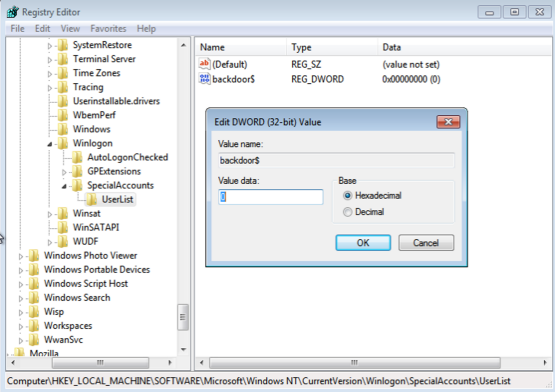 Registry Editor
File Edit View Favorites Help
SystemRestore
Terminal Server
Time Zones
Tracing
Userinstallable.drivers
WbemPerf
Windows
Winlogon
AutoLogonChecked
GPExtensions
SpecialAccounts
UserList
Winsat
WinSATAPI
WUDF
Windows Photo Viewer
Windows Portable Devices
Windows Script Host
Windows Search
Wisp
Workspaces
WwanSvc
Mozilla
Name Type Data
(Default) REG_SZ (value not set)
backdoor$ REG_DWORD 0x00000000 (0)
Edit DWORD (32-bit) Value
Value name:
backdoor$
Value data:
0
Base
Hexadecimal
Decimal
OK Cancel
Computer\HKEY_LOCAL_MACHINE\SOFTWARE\Microsoft\Windows NT\CurrentVersion\Winlogon\SpecialAccounts\UserList